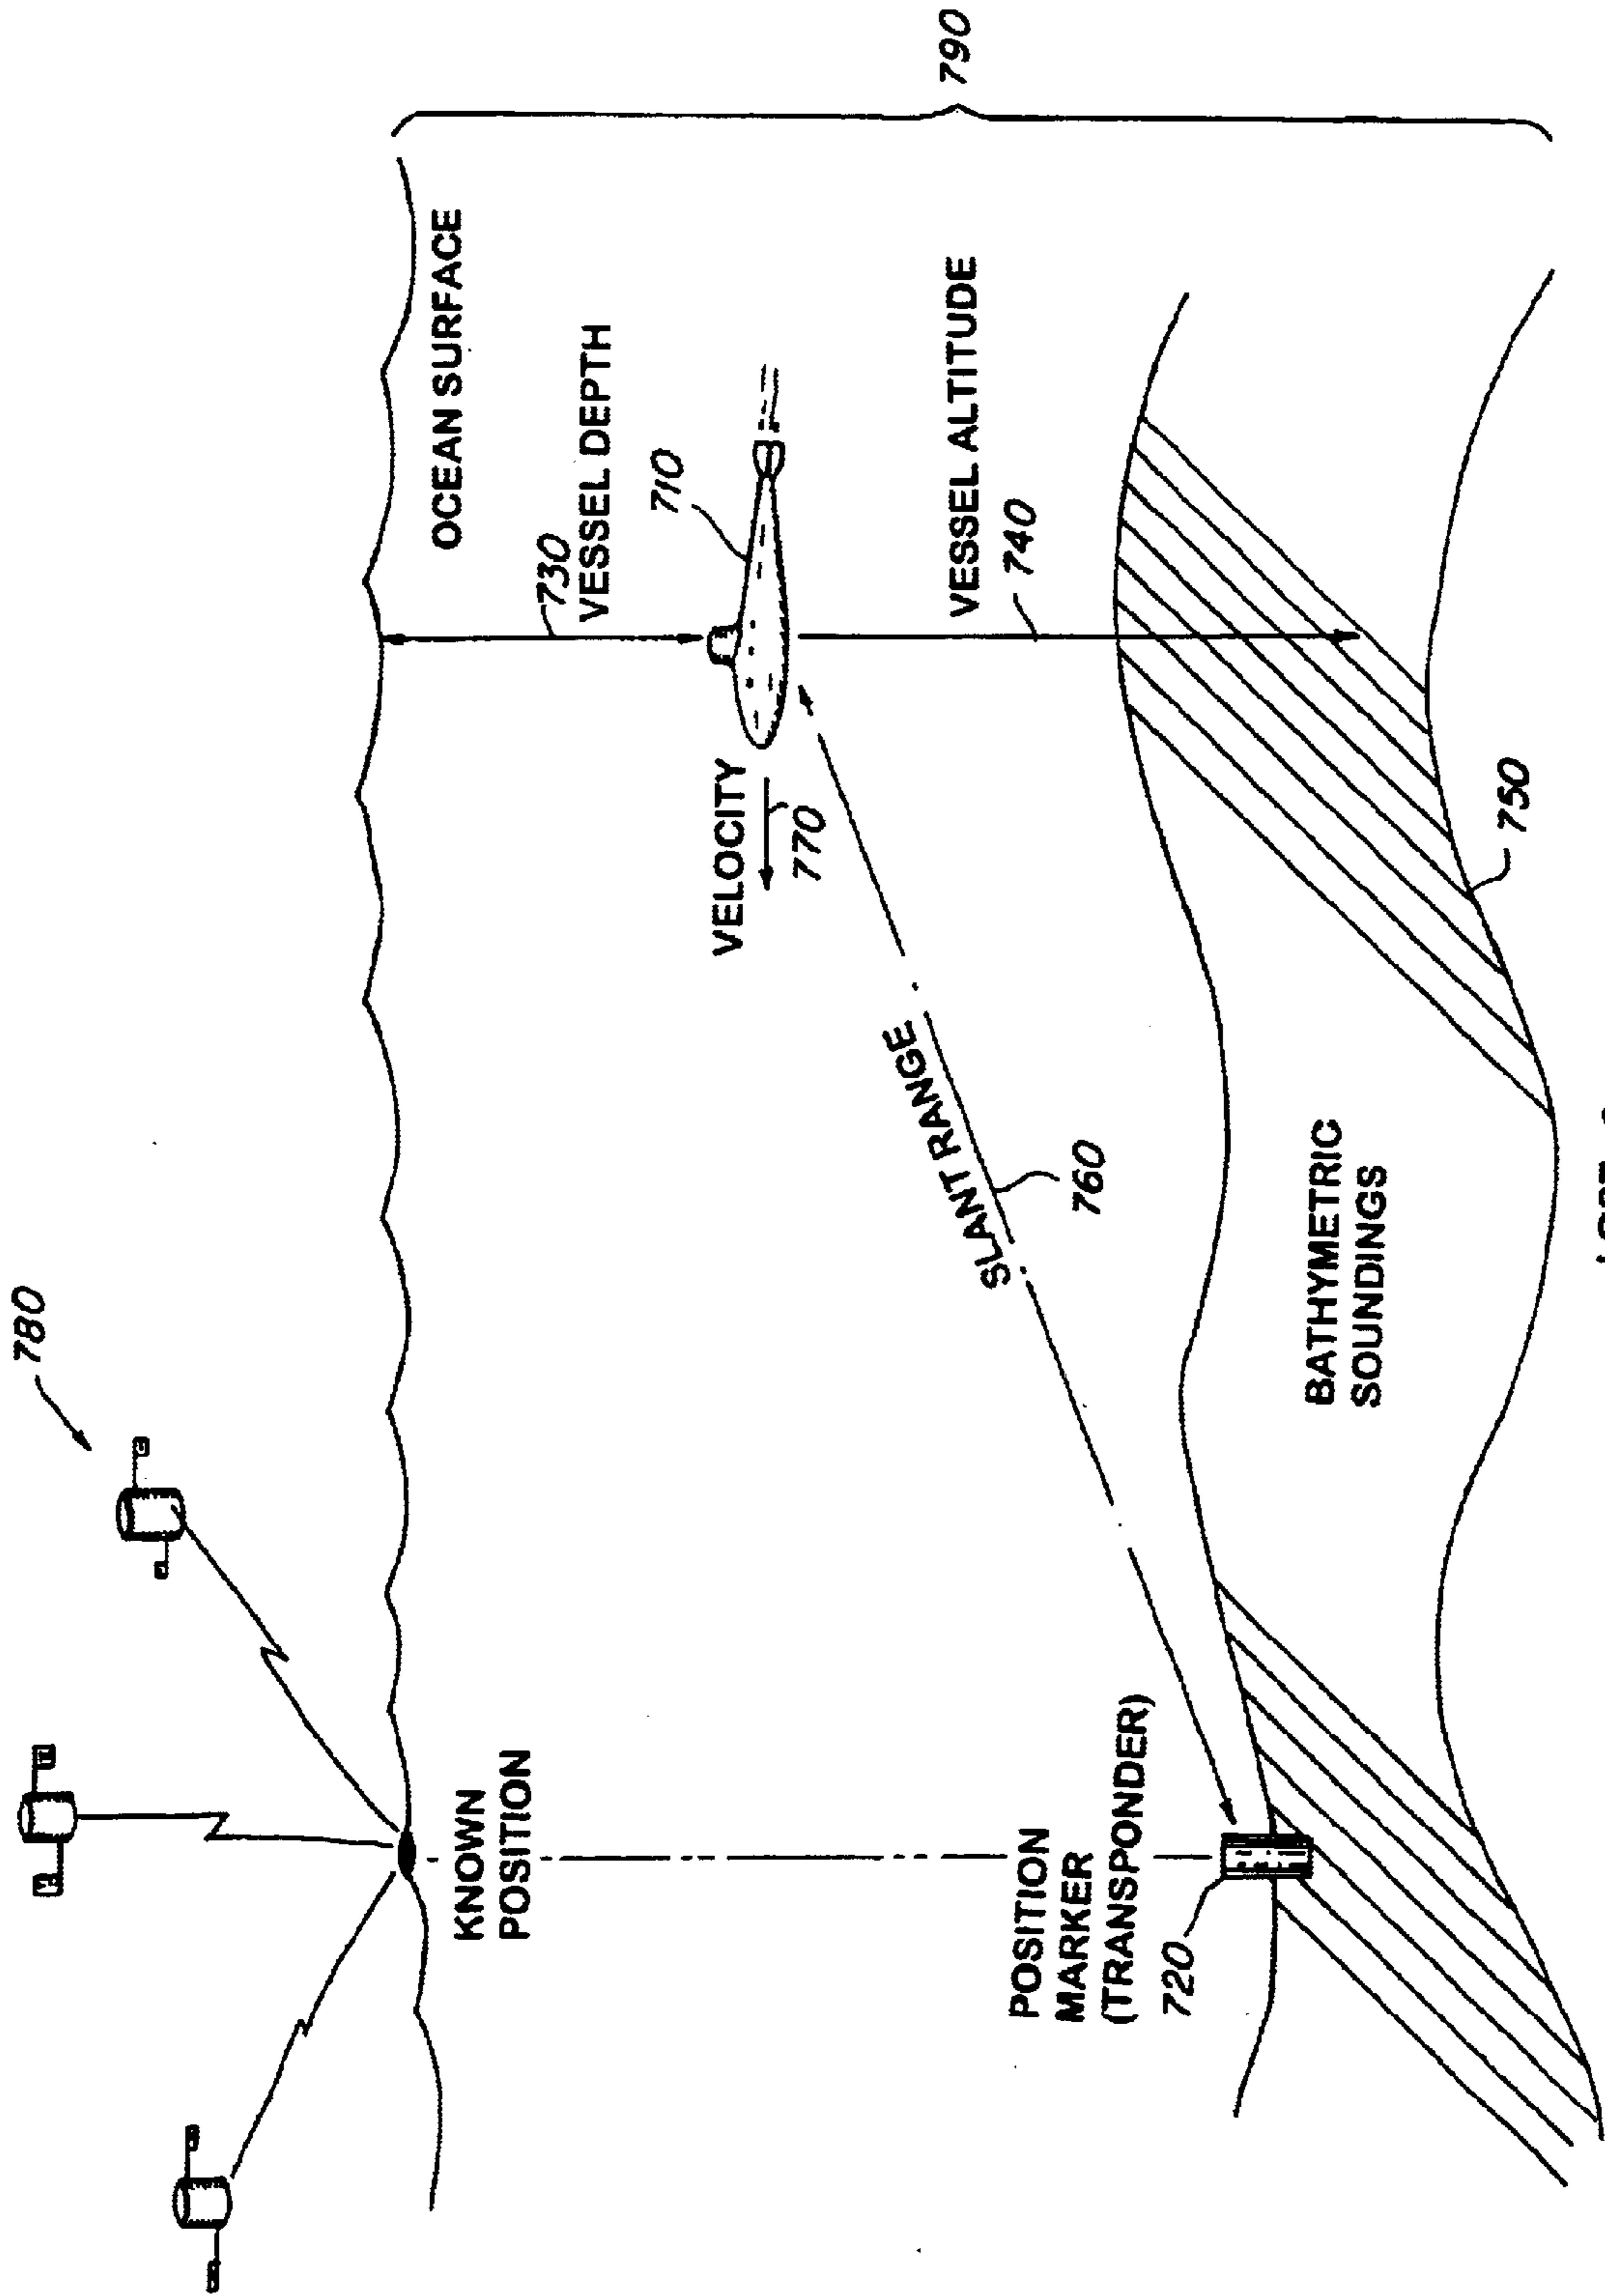 780
OCEAN SURFACE
KNOWN
POSITION
730
VESSEL DEPTH
710
VELOCITY
770
790
SLANT RANGE
760
VESSEL ALTITUDE
740
POSITION
MARKER
(TRANSPONDER)
720
BATHYMETRIC
SOUNDINGS
750